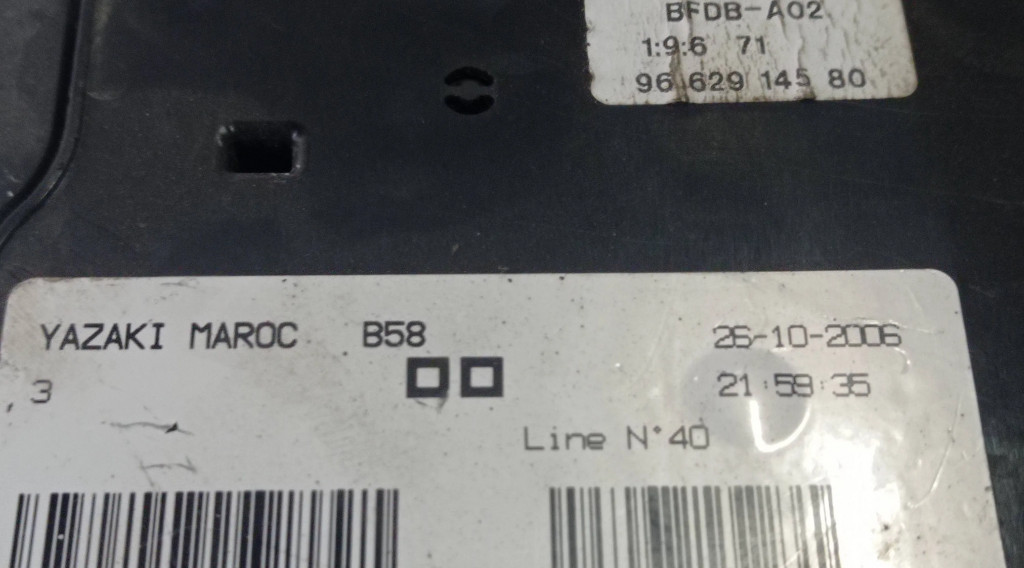 BFDB-A02
1:9:6 71
96 629 145 80
YAZAKI MAROC B58 26-10-2006
3 21:59:35
Line N°40